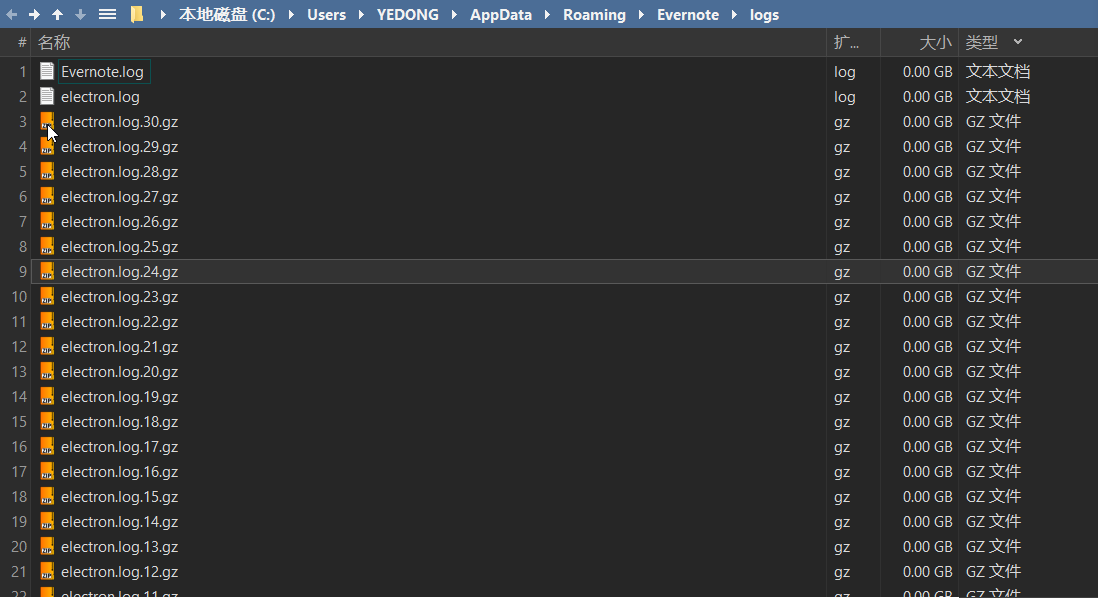 本地磁盘 (C:) Users YEDONG AppData Roaming Evernote logs
# 名称 扩... 大小 类型
1 Evernote.log log 0.00 GB 文本文档
2 electron.log log 0.00 GB 文本文档
3 electron.log.30.gz gz 0.00 GB GZ 文件
4 electron.log.29.gz gz 0.00 GB GZ 文件
5 electron.log.28.gz gz 0.00 GB GZ 文件
6 electron.log.27.gz gz 0.00 GB GZ 文件
7 electron.log.26.gz gz 0.00 GB GZ 文件
8 electron.log.25.gz gz 0.00 GB GZ 文件
9 electron.log.24.gz gz 0.00 GB GZ 文件
10 electron.log.23.gz gz 0.00 GB GZ 文件
11 electron.log.22.gz gz 0.00 GB GZ 文件
12 electron.log.21.gz gz 0.00 GB GZ 文件
13 electron.log.20.gz gz 0.00 GB GZ 文件
14 electron.log.19.gz gz 0.00 GB GZ 文件
15 electron.log.18.gz gz 0.00 GB GZ 文件
16 electron.log.17.gz gz 0.00 GB GZ 文件
17 electron.log.16.gz gz 0.00 GB GZ 文件
18 electron.log.15.gz gz 0.00 GB GZ 文件
19 electron.log.14.gz gz 0.00 GB GZ 文件
20 electron.log.13.gz gz 0.00 GB GZ 文件
21 electron.log.12.gz gz 0.00 GB GZ 文件
22 electron.log.11.gz gz 0.00 GB GZ 文件